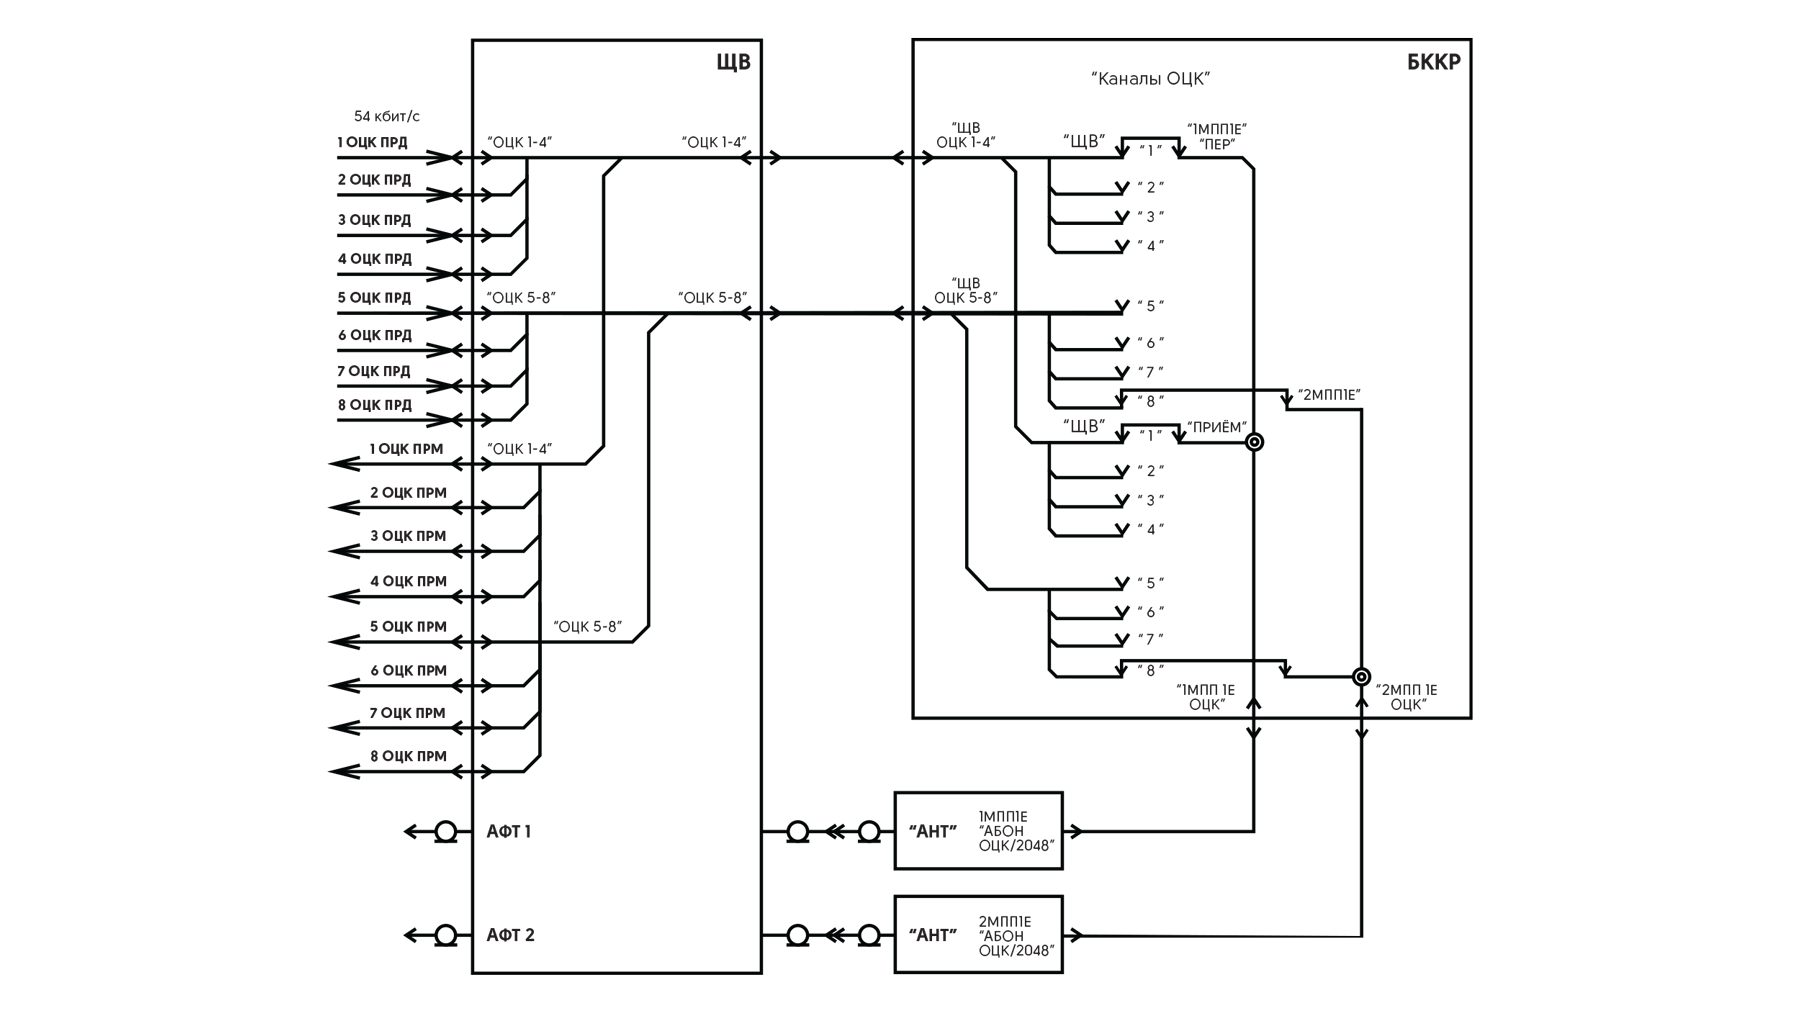 ЩВ
БККР
“Каналы ОЦК”
54 кбит/с
1 ОЦК ПРД
2 ОЦК ПРД
3 ОЦК ПРД
4 ОЦК ПРД
5 ОЦК ПРД
6 ОЦК ПРД
7 ОЦК ПРД
8 ОЦК ПРД
1 ОЦК ПРМ
2 ОЦК ПРМ
3 ОЦК ПРМ
4 ОЦК ПРМ
5 ОЦК ПРМ
6 ОЦК ПРМ
7 ОЦК ПРМ
8 ОЦК ПРМ
“ОЦК 1-4”
“ОЦК 1-4”
“ОЦК 5-8”
“ОЦК 5-8”
“ОЦК 1-4”
“ОЦК 5-8”
АФТ 1
АФТ 2
“ЩВ
ОЦК 1-4”
“ЩВ”
“ 1 ”
“1МПП1Е”
“ПЕР”
“ 2 ”
“ 3 ”
“ 4 ”
“ЩВ
ОЦК 5-8”
“ 5 ”
“ 6 ”
“ 7 ”
“ 8 ”
“2МПП1Е”
“ЩВ”
“ 1 ”
“ПРИЁМ”
“ 2 ”
“ 3 ”
“ 4 ”
“ 5 ”
“ 6 ”
“ 7 ”
“ 8 ”
“1МПП 1Е
ОЦК”
“2МПП 1Е
ОЦК”
“АНТ”
1МПП1Е
“АБОН
ОЦК/2048”
“АНТ”
2МПП1Е
“АБОН
ОЦК/2048”